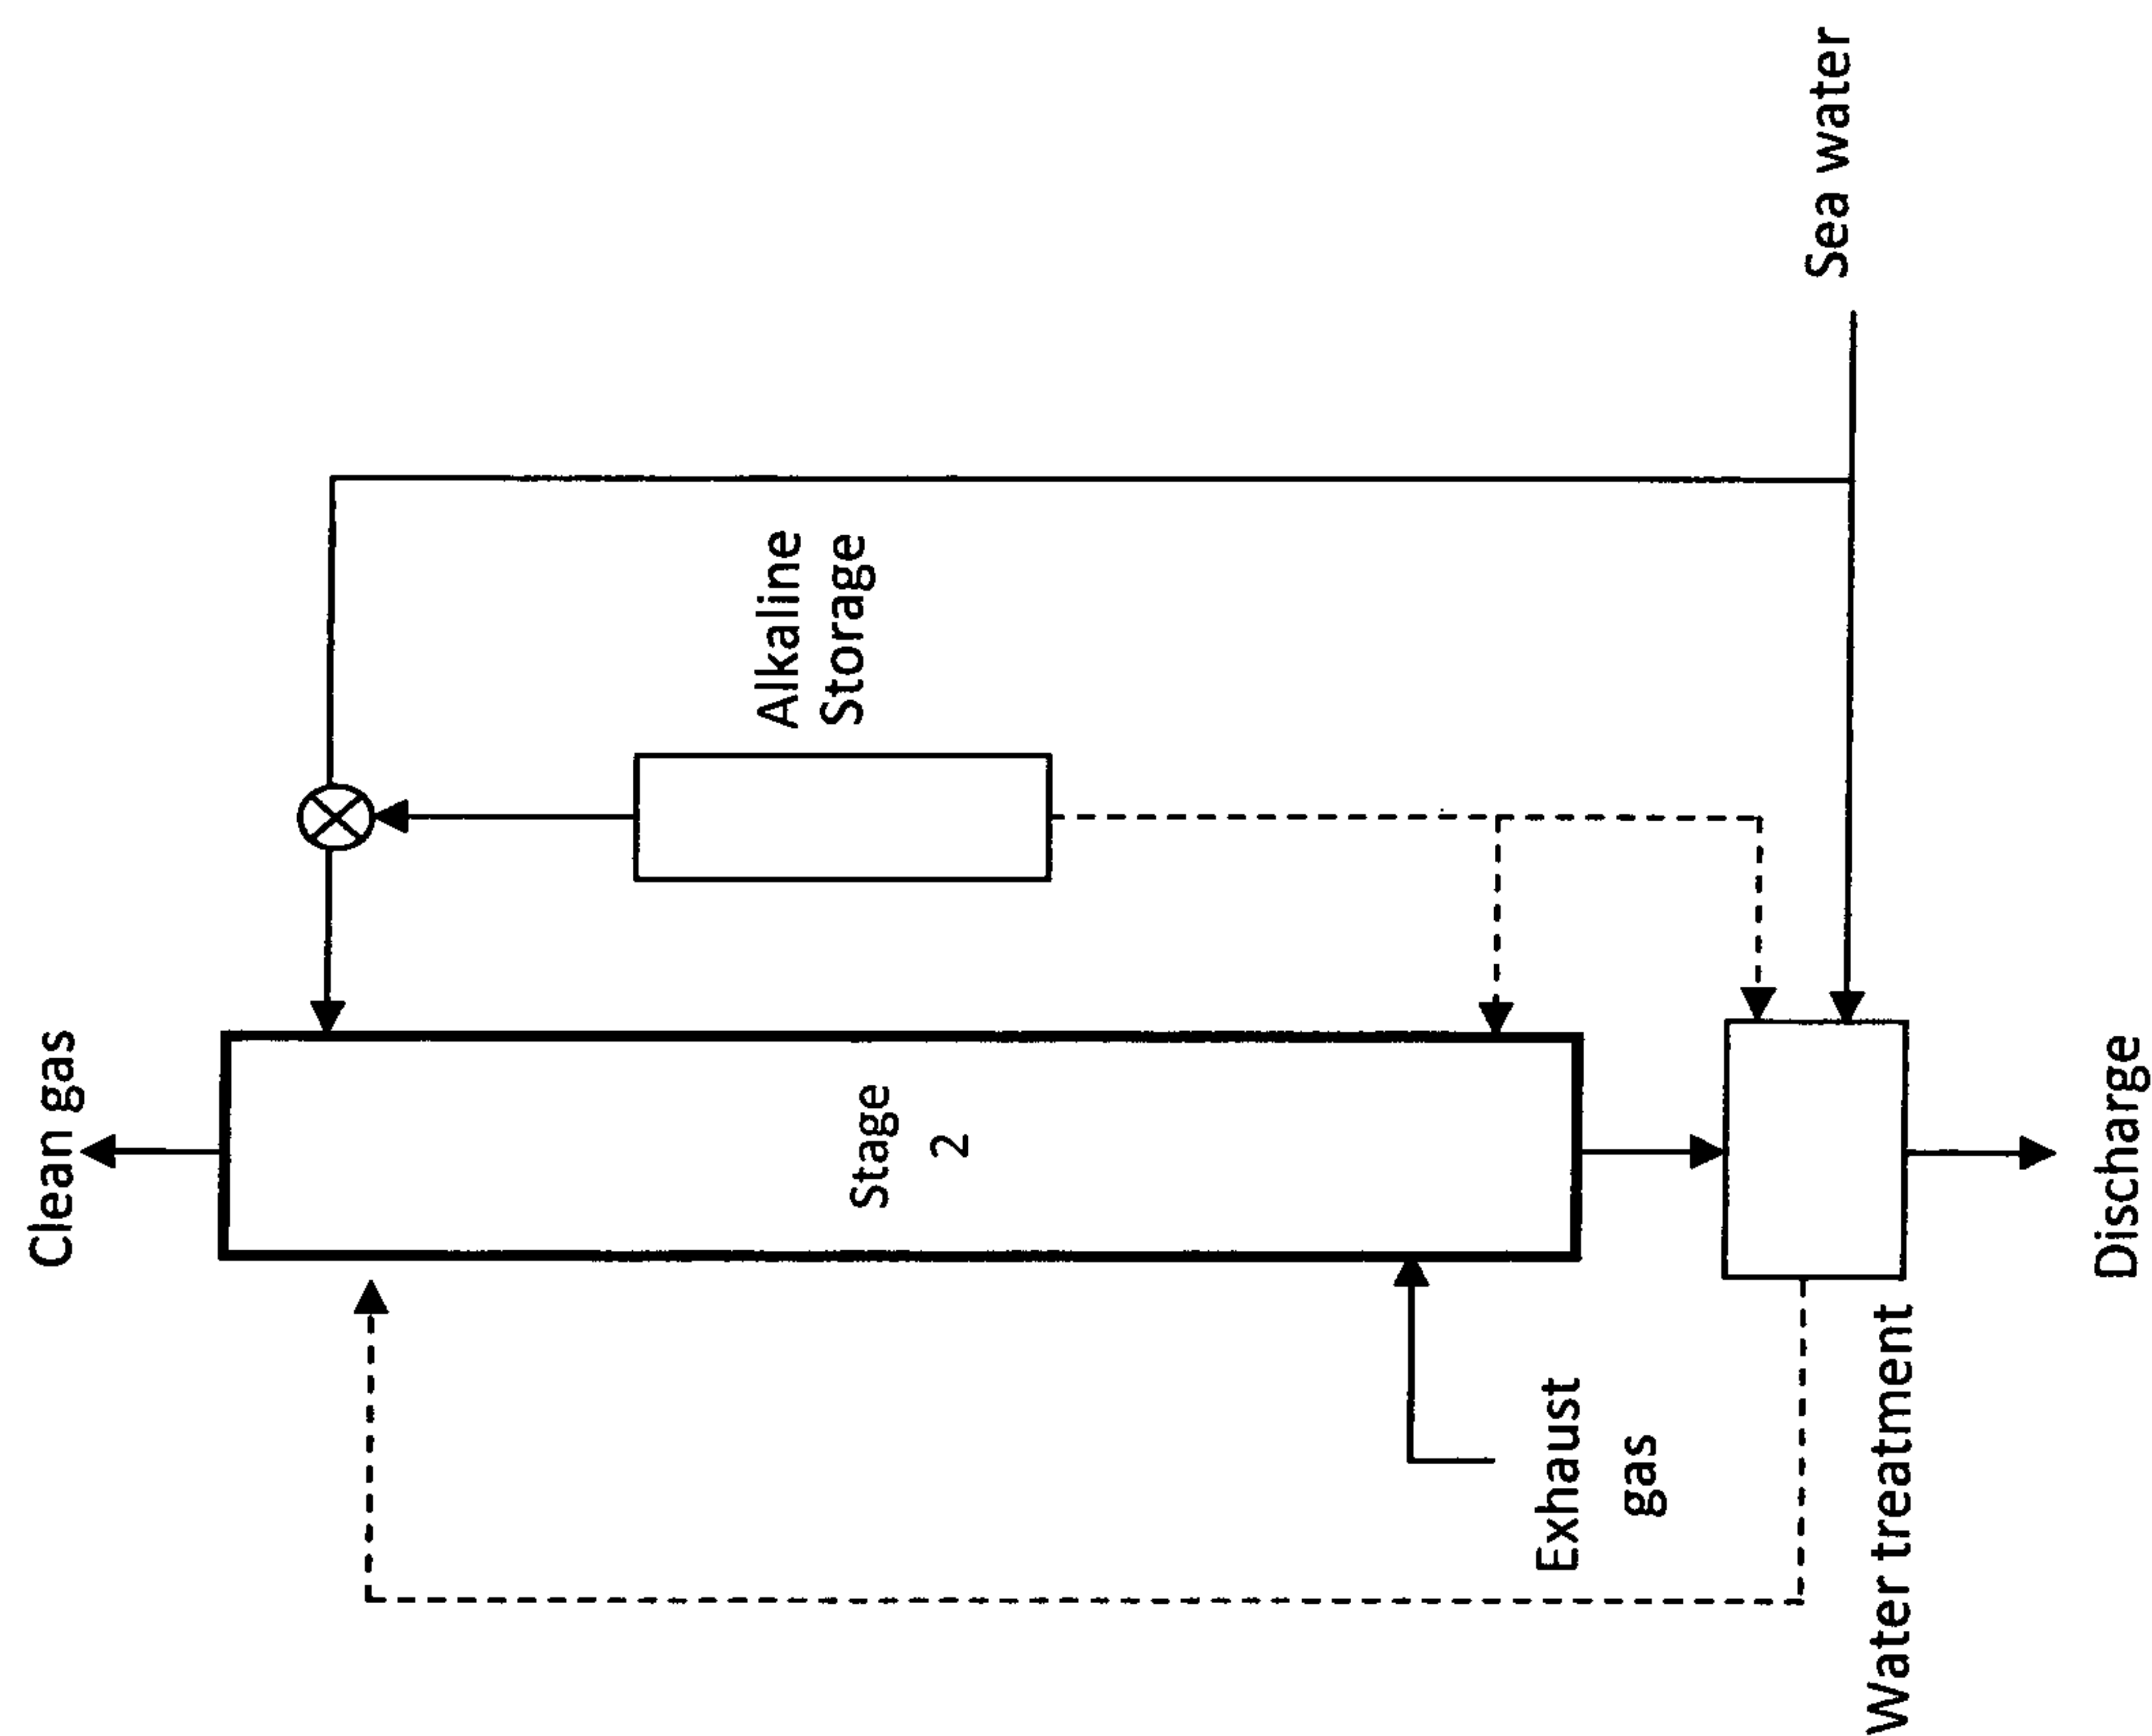 Clean gas
Stage
2
Alkaline
Storage
Sea water
Exhaust
gas
Water treatment
Discharge